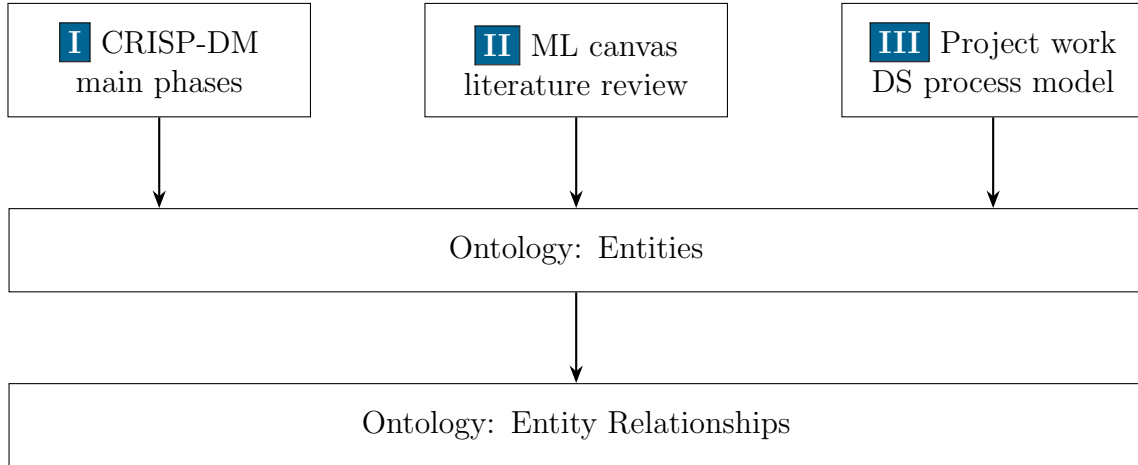 I CRISP-DM
main phases
II ML canvas
literature review
III Project work
DS process model
Ontology: Entities
Ontology: Entity Relationships